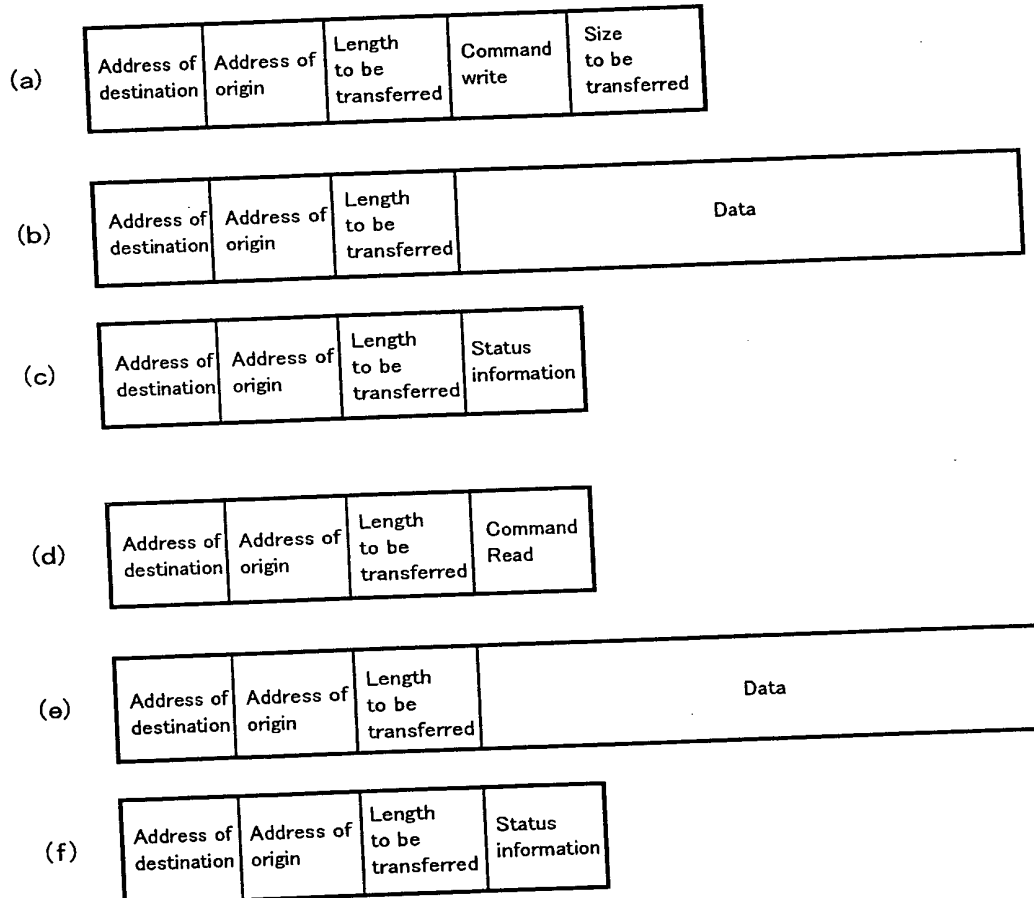 (a)
Address of
destination
Address of
origin
Length
to be
transferred
Command
write
Size
to be
transferred
(b)
Address of
destination
Address of
origin
Length
to be
transferred
Data
(c)
Address of
destination
Address of
origin
Length
to be
transferred
Status
information
(d)
Address of
destination
Address of
origin
Length
to be
transferred
Command
Read
(e)
Address of
destination
Address of
origin
Length
to be
transferred
Data
(f)
Address of
destination
Address of
origin
Length
to be
transferred
Status
information